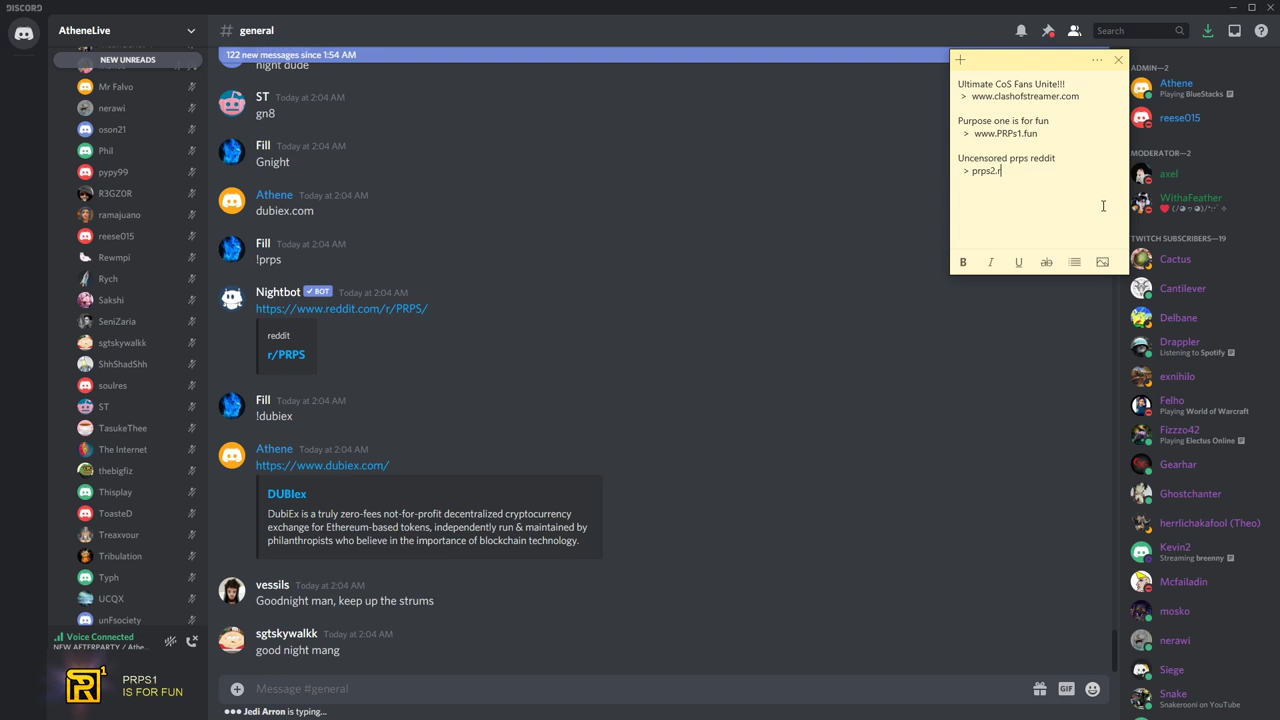 DISCORD
AtheneLive
# general
Search
NEW UNREADS
122 new messages since 1:54 AM
night dude
Mr Falvo
nerawi
oson21
Phil
pypy99
R3GZ0R
ramajuano
reese015
Rewmpi
Rych
Sakshi
SeniZaria
sgtskywalkk
ShhShadShh
soulres
ST
TasukeThee
The Internet
thebigfiz
Thisplay
ToasteD
Treaxvour
Tribulation
Typh
UCQX
unFsociety
Voice Connected
NEW AFTERPARTY / Athe...
PRPS1
IS FOR FUN
ST Today at 2:04 AM
gn8
Fill Today at 2:04 AM
Gnight
Athene Today at 2:04 AM
dubiex.com
Fill Today at 2:04 AM
!prps
Nightbot ✓ BOT Today at 2:04 AM
https://www.reddit.com/r/PRPS/
reddit
r/PRPS
Fill Today at 2:04 AM
!dubiex
Athene Today at 2:04 AM
https://www.dubiex.com/
DUBIex
DubiEx is a truly zero-fees not-for-profit decentralized cryptocurrency
exchange for Ethereum-based tokens, independently run & maintained by
philanthropists who believe in the importance of blockchain technology.
vessils Today at 2:04 AM
Goodnight man, keep up the strums
sgtskywalkk Today at 2:04 AM
good night mang
Message #general
GIF
Jedi Arron is typing...
Ultimate CoS Fans Unite!!!
> www.clashofstreamer.com
Purpose one is for fun
> www.PRPs1.fun
Uncensored prps reddit
> prps2.r
B I U ab
ADMIN—2
Athene
Playing BlueStacks
reese015
MODERATOR—2
axel
WithaFeather
TWITCH SUBSCRIBERS—19
Cactus
Cantilever
Delbane
Drappler
Listening to Spotify
exnihilo
Felho
Playing World of Warcraft
Fizzzo42
Playing Electus Online
Gearhar
Ghostchanter
herrlichakafool (Theo)
Kevin2
Streaming breenny
Mcfailadin
mosko
nerawi
Siege
Snake
Snakerooni on YouTube